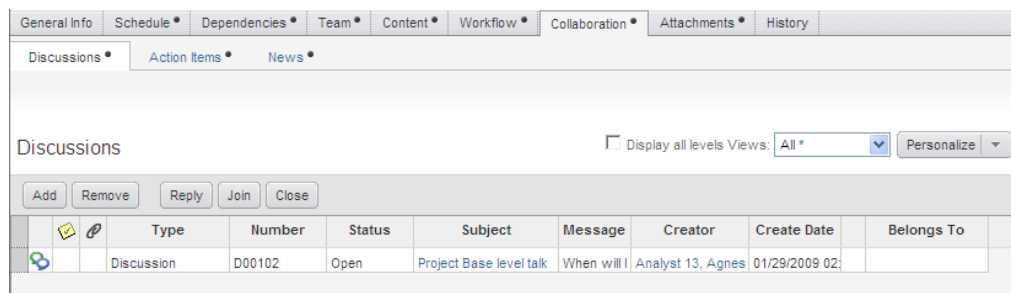 General Info Schedule Dependencies Team Content Workflow Collaboration Attachments History
Discussions Action Items News
Discussions Display all levels Views: All * Personalize
Add Remove Reply Join Close
Type Number Status Subject Message Creator Create Date Belongs To
Discussion D00102 Open Project Base level talk When will I Analyst 13, Agnes 01/29/2009 02: